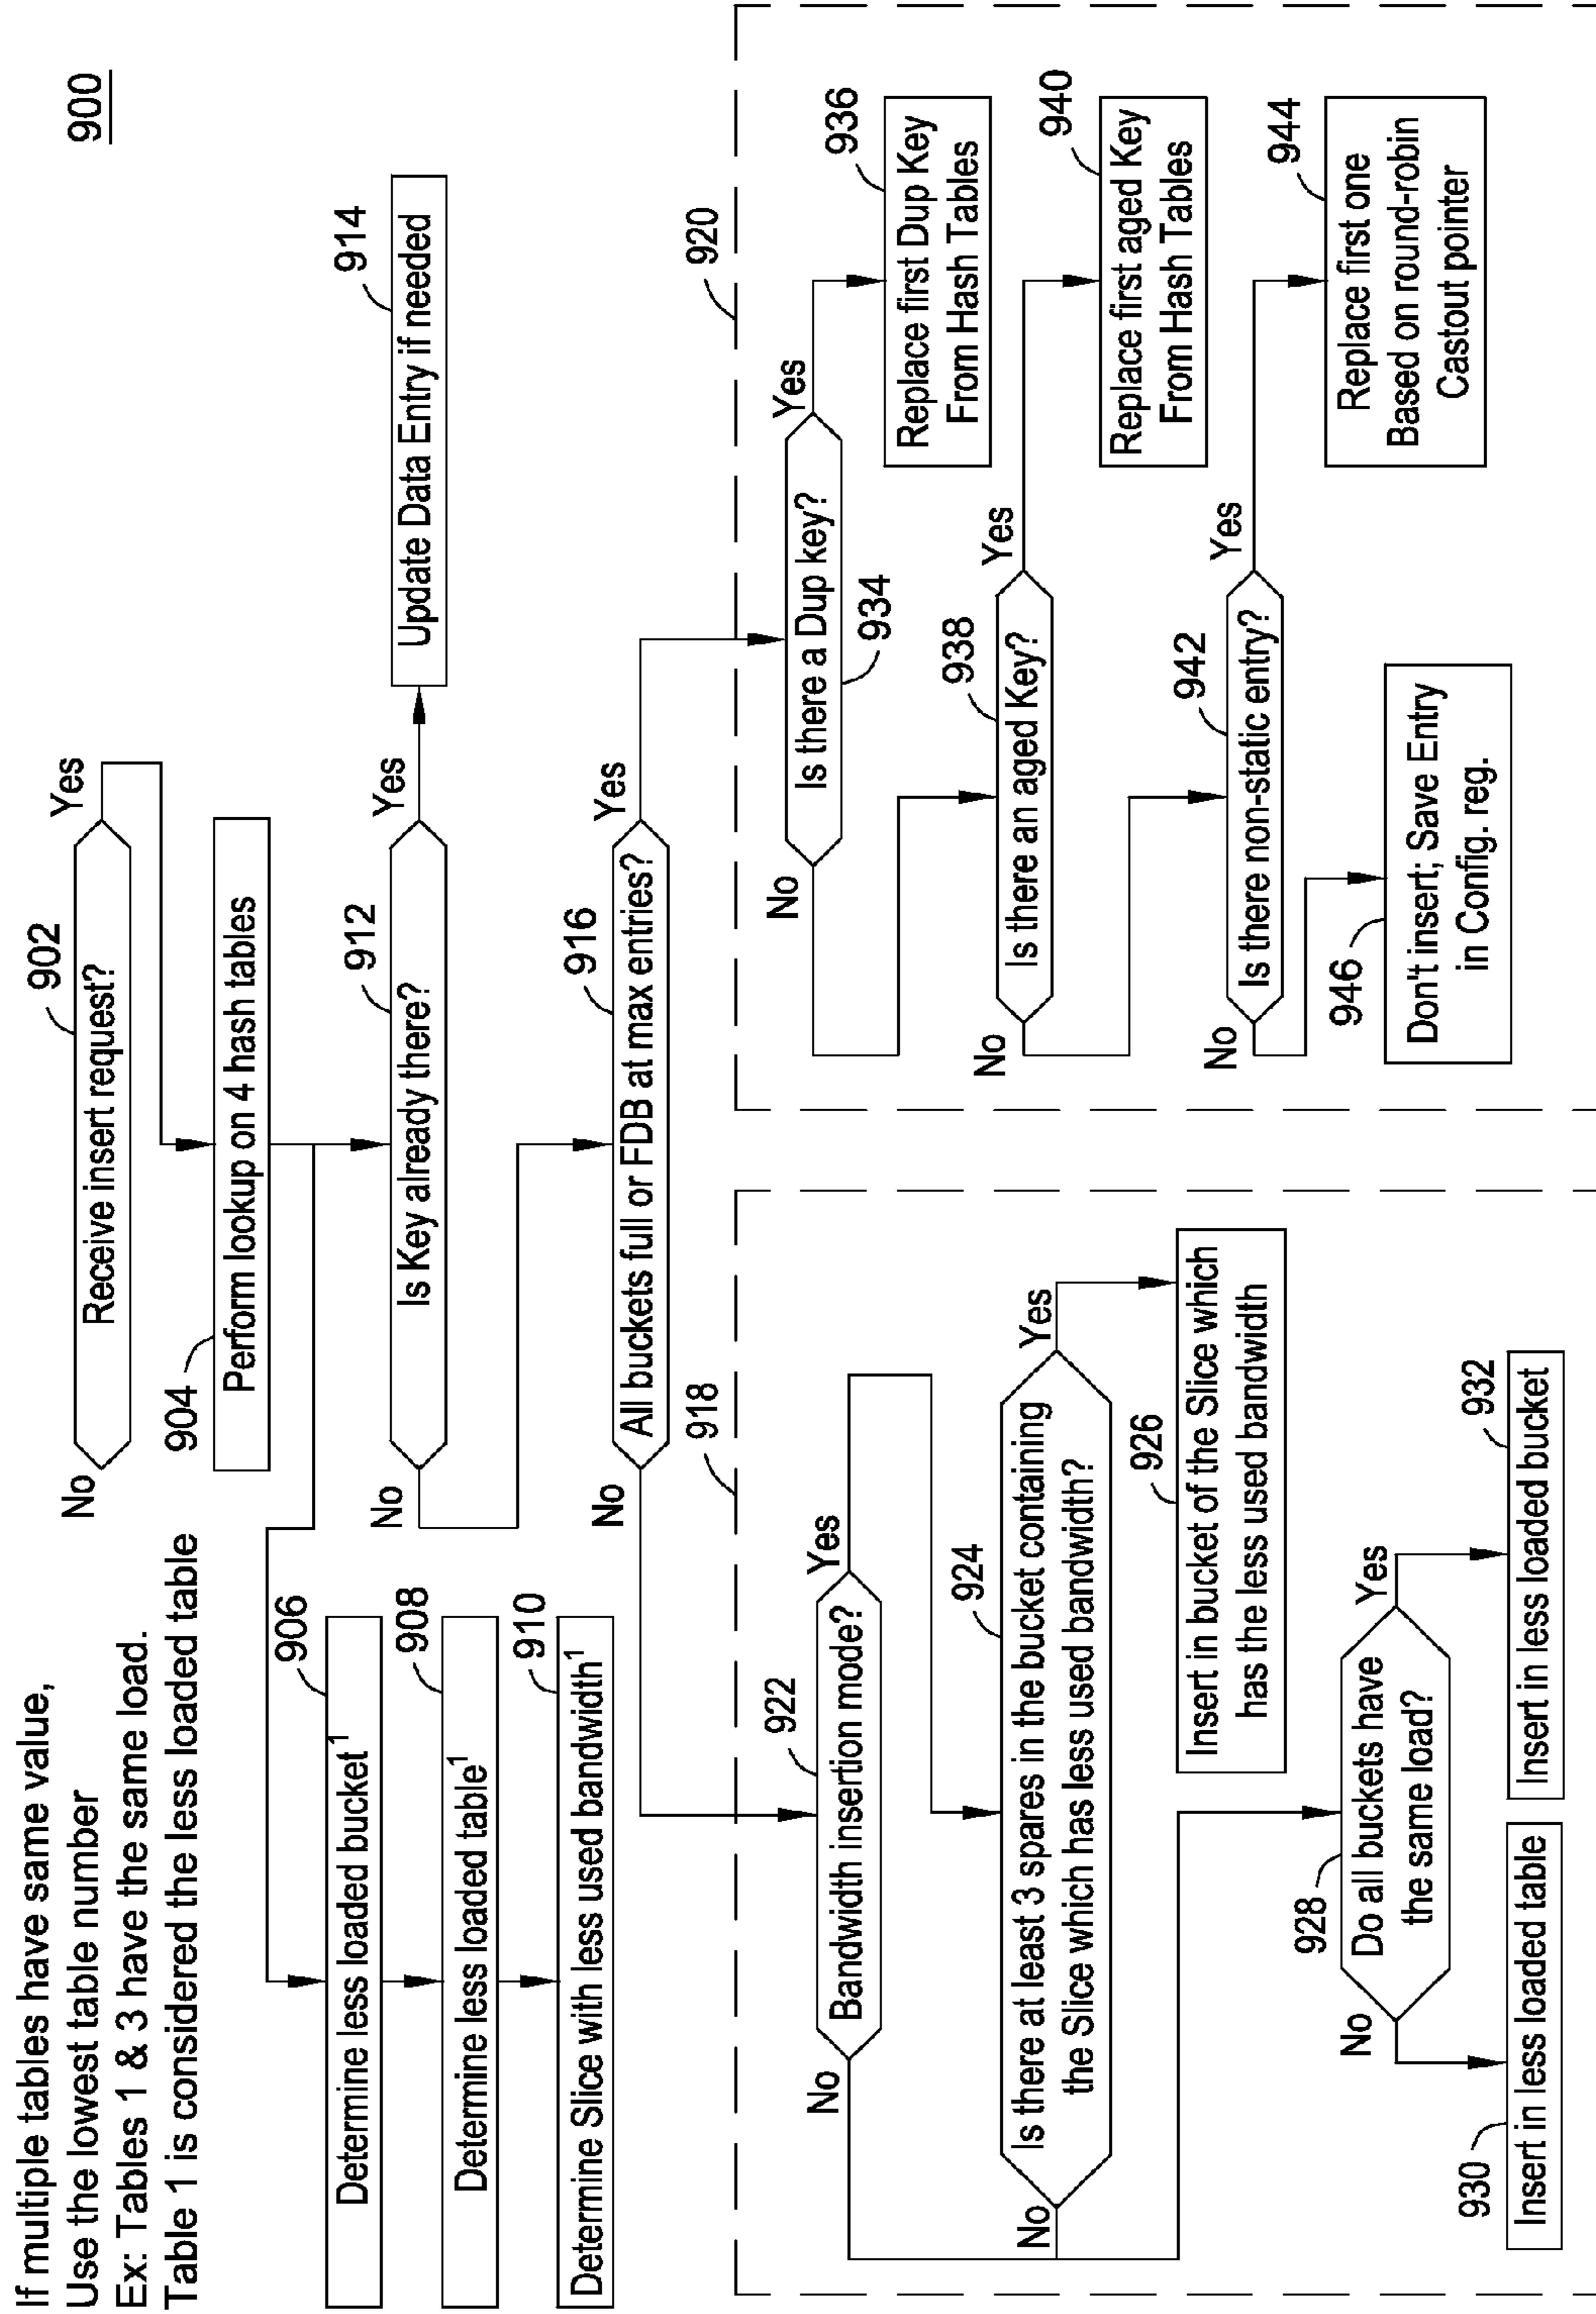 900
If multiple tables have same value,
Use the lowest table number
Ex: Tables 1 & 3 have the same load.
Table 1 is considered the less loaded table
902
No
Receive insert request?
Yes
904
Perform lookup on 4 hash tables
906
Determine less loaded bucket¹
908
Determine less loaded table¹
910
Determine Slice with less used bandwidth¹
912
No
Is Key already there?
Yes
914
Update Data Entry if needed
916
No
All buckets full or FDB at max entries?
Yes
918
922
No
Bandwidth insertion mode?
Yes
924
No
Is there at least 3 spares in the bucket containing
the Slice which has less used bandwidth?
Yes
926
Insert in bucket of the Slice which
has the less used bandwidth
928
No
Do all buckets have
the same load?
Yes
930
Insert in less loaded table
932
Insert in less loaded bucket
920
No
Is there a Dup key?
Yes
934
936
Replace first Dup Key
From Hash Tables
938
No
Is there an aged Key?
Yes
940
Replace first aged Key
From Hash Tables
942
No
Is there non-static entry?
Yes
944
Replace first one
Based on round-robin
Castout pointer
946
Don't insert; Save Entry
in Config. reg.